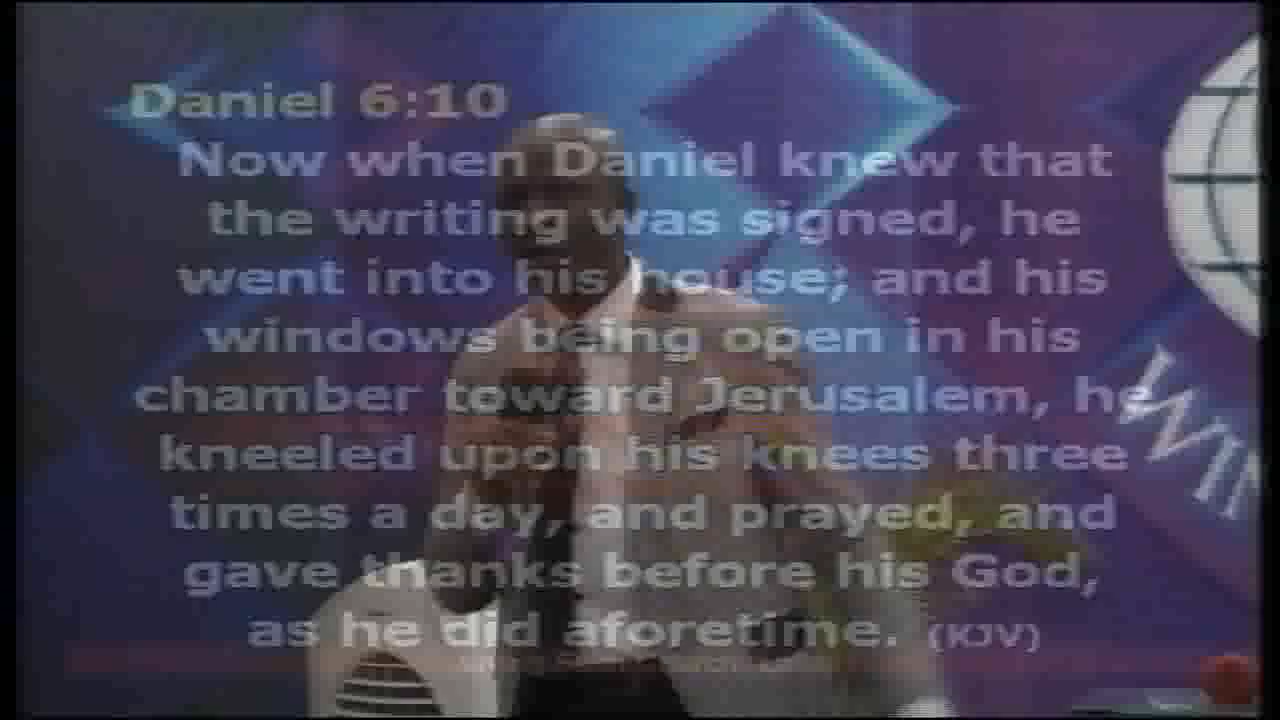 Daniel 6:10
Now when Daniel knew that
the writing was signed, he
went into his house; and his
windows being open in his
chamber toward Jerusalem, he
kneeled upon his knees three
times a day, and prayed, and
gave thanks before his God,
as he did aforetime. (KJV)
WIN